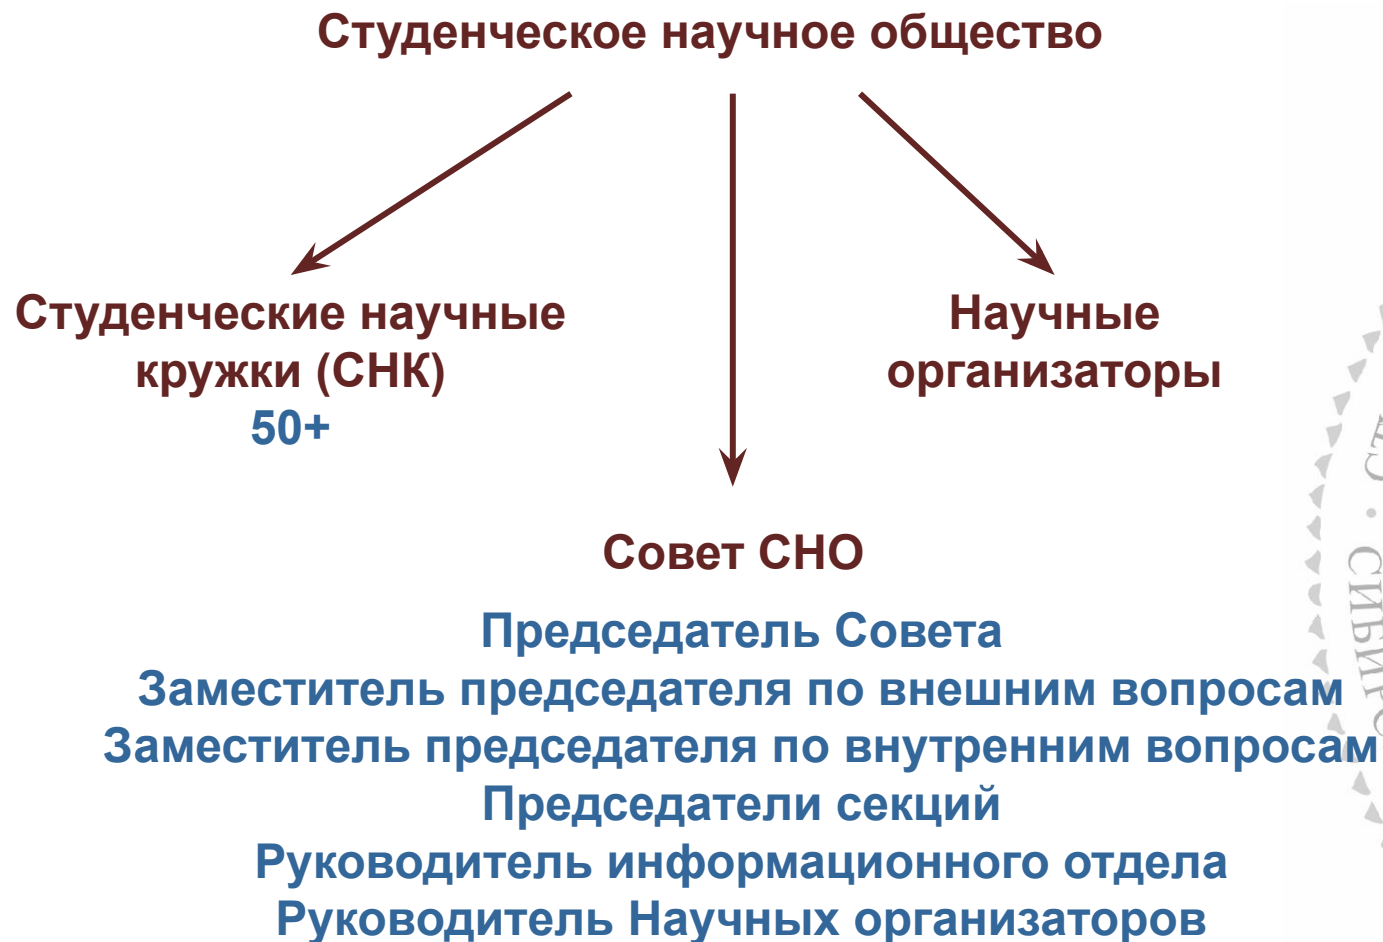 Студенческое научное общество
Студенческие научные
кружки (СНК)
50+
Научные
организаторы
Совет СНО
Председатель Совета
Заместитель председателя по внешним вопросам
Заместитель председателя по внутренним вопросам
Председатели секций
Руководитель информационного отдела
Руководитель Научных организаторов